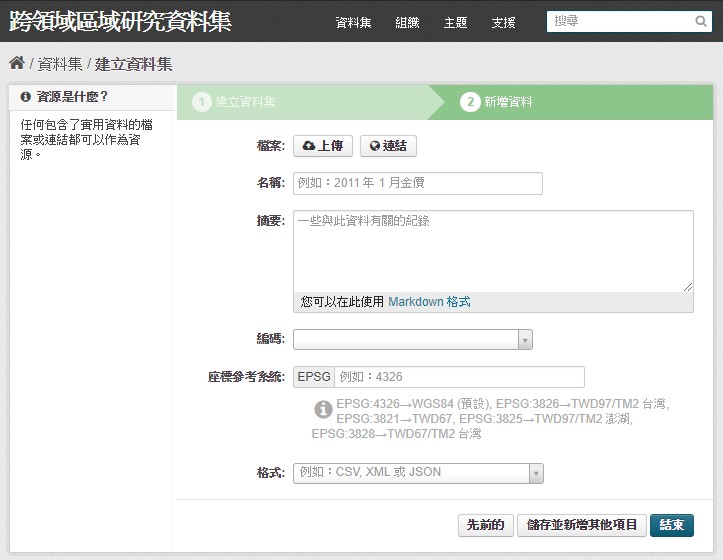 跨領域區域研究資料集
資料集 組織 主題 支援 搜尋
/ 資料集 / 建立資料集
資源是什麼？
任何包含了實用資料的檔
案或連結都可以作為資
源。
1 建立資料集 2 新增資料
檔案: 上傳 連結
名稱: 例如：2011 年 1 月金價
摘要: 一些與此資料有關的紀錄
您可以在此使用 Markdown 格式
編碼:
座標參考系統: EPSG 例如：4326
EPSG:4326→WGS84 (預設), EPSG:3826→TWD97/TM2 台灣,
EPSG:3821→TWD67, EPSG:3825→TWD97/TM2 澎湖,
EPSG:3828→TWD67/TM2 台灣
格式: 例如：CSV, XML 或 JSON
先前的 儲存並新增其他項目 結束